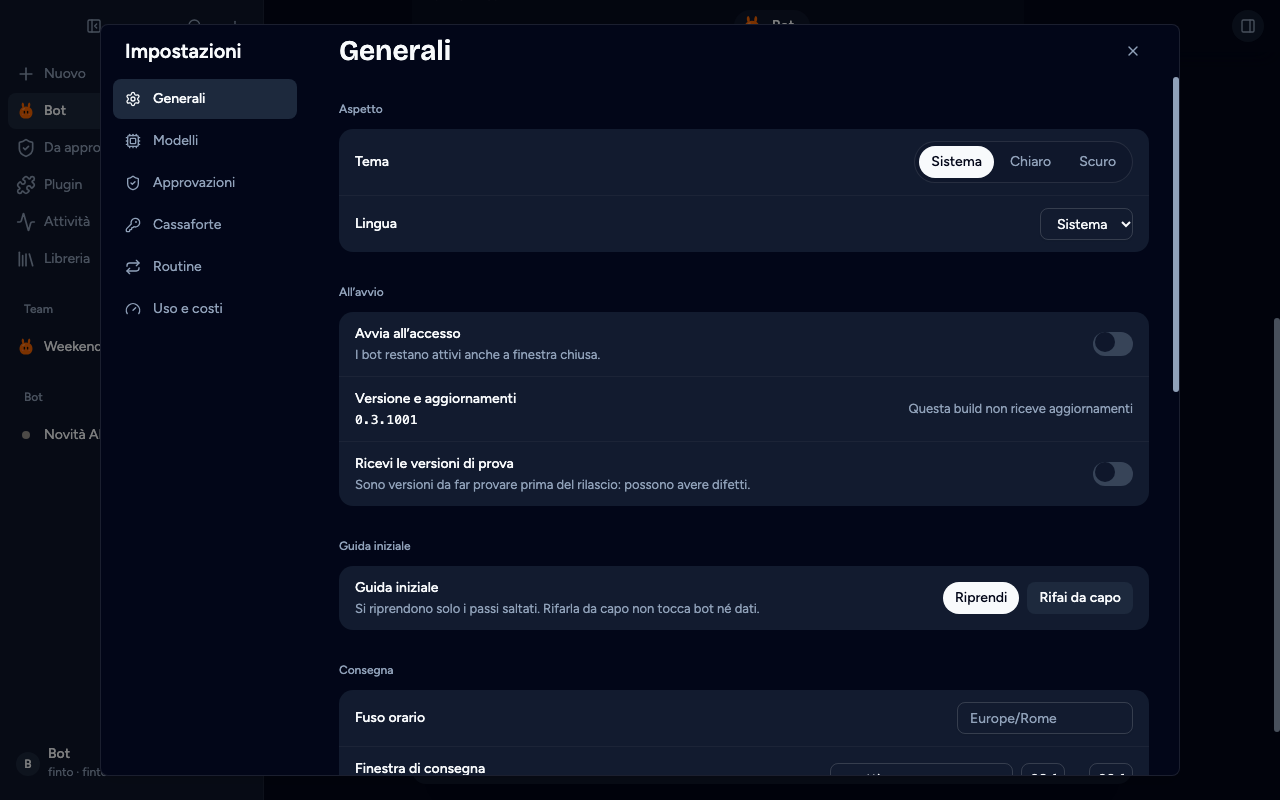 Bot
Nuovo
Bot
Da appro
Plugin
Attività
Libreria
Team
Weekend
Bot
Novità A
B
Bot
finto · finto
Impostazioni
Generali
Modelli
Approvazioni
Cassaforte
Routine
Uso e costi
Generali
Aspetto
Tema
Sistema
Chiaro
Scuro
Lingua
Sistema
All’avvio
Avvia all’accesso
I bot restano attivi anche a finestra chiusa.
Versione e aggiornamenti
0.3.1001
Questa build non riceve aggiornamenti
Ricevi le versioni di prova
Sono versioni da far provare prima del rilascio: possono avere difetti.
Guida iniziale
Guida iniziale
Si riprendono solo i passi saltati. Rifarla da capo non tocca bot né dati.
Riprendi
Rifai da capo
Consegna
Fuso orario
Europe/Rome
Finestra di consegna